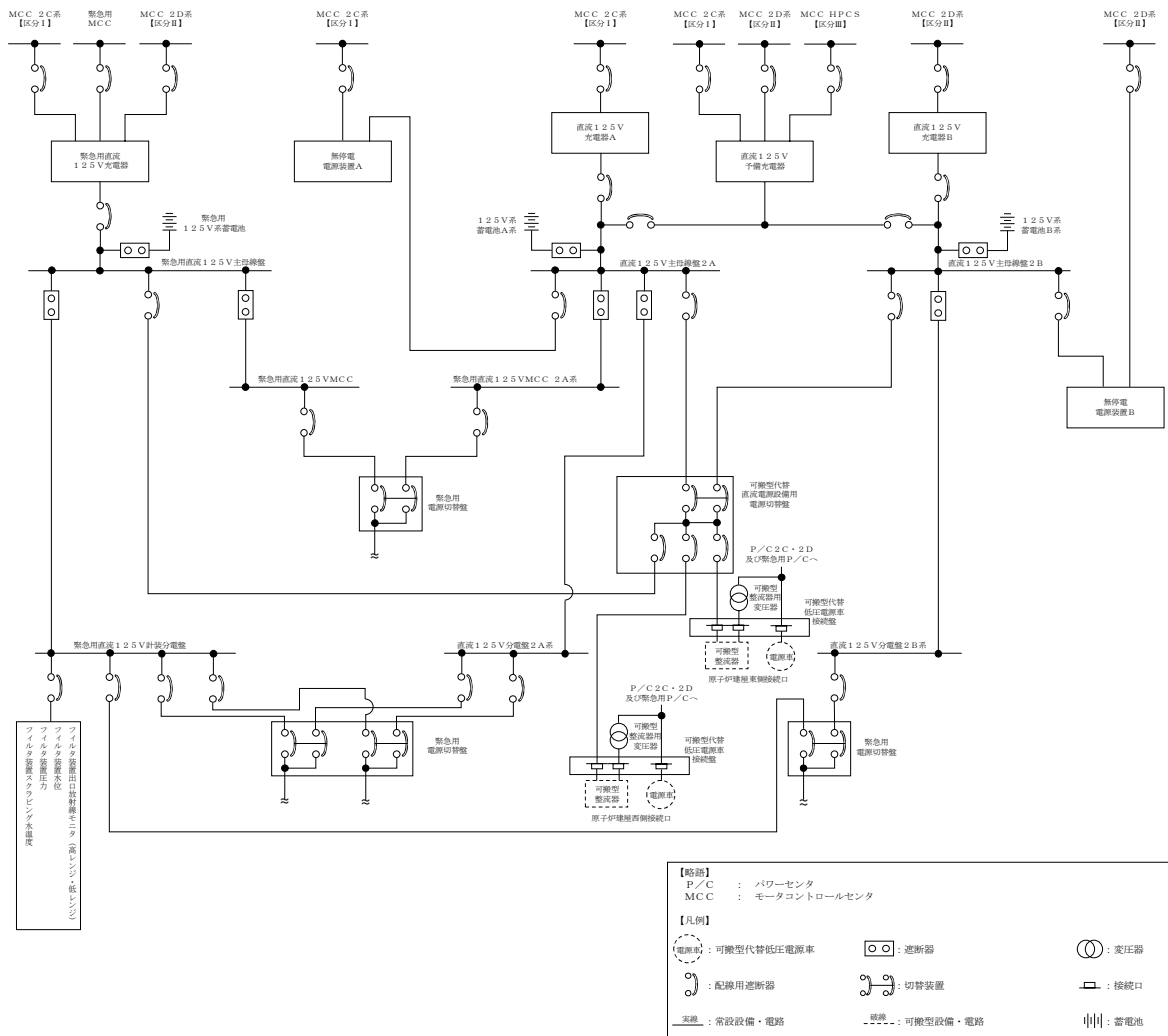 MCC 2C系
【区分Ⅰ】
緊急用
MCC
MCC 2D系
【区分Ⅱ】
MCC 2C系
【区分Ⅰ】
MCC 2C系
【区分Ⅰ】
MCC 2C系
【区分Ⅰ】
MCC 2D系
【区分Ⅱ】
MCC HPCS
【区分Ⅲ】
MCC 2D系
【区分Ⅱ】
MCC 2D系
【区分Ⅱ】
緊急用直流
125V充電器
無停電
電源装置A
直流125V
充電器A
直流125V
予備充電器
直流125V
充電器B
緊急用
125V系蓄電池
125V系
蓄電池A系
125V系
蓄電池B系
緊急用直流125V主母線盤
直流125V主母線盤2A
直流125V主母線盤2B
緊急用直流125VMCC
緊急用直流125VMCC 2A系
無停電
電源装置B
緊急用
電源切替盤
可搬型代替
直流電源設備用
電源切替盤
P/C2C・2D
及び緊急用P/Cへ
可搬型
整流器用
変圧器
可搬型代替
低圧電源車
接続盤
可搬型
整流器
電源車
原子炉建屋東側接続口
緊急用直流125V計装分電盤
直流125V分電盤2A系
直流125V分電盤2B系
P/C2C・2D
及び緊急用P/Cへ
可搬型
整流器用
変圧器
可搬型代替
低圧電源車
接続盤
可搬型
整流器
電源車
原子炉建屋西側接続口
緊急用
電源切替盤
緊急用
電源切替盤
フィルタ装置出口放射線モニタ（高レンジ・低レンジ）
フィルタ装置水位
フィルタ装置圧力
フィルタ装置スクラビング水温度
【略語】
P/C : パワーセンタ
MCC : モータコントロールセンタ
【凡例】
電源車 : 可搬型代替低圧電源車
: 遮断器
: 変圧器
: 配線用遮断器
: 切替装置
: 接続口
実線 : 常設設備・電路
破線 : 可搬型設備・電路
: 蓄電池